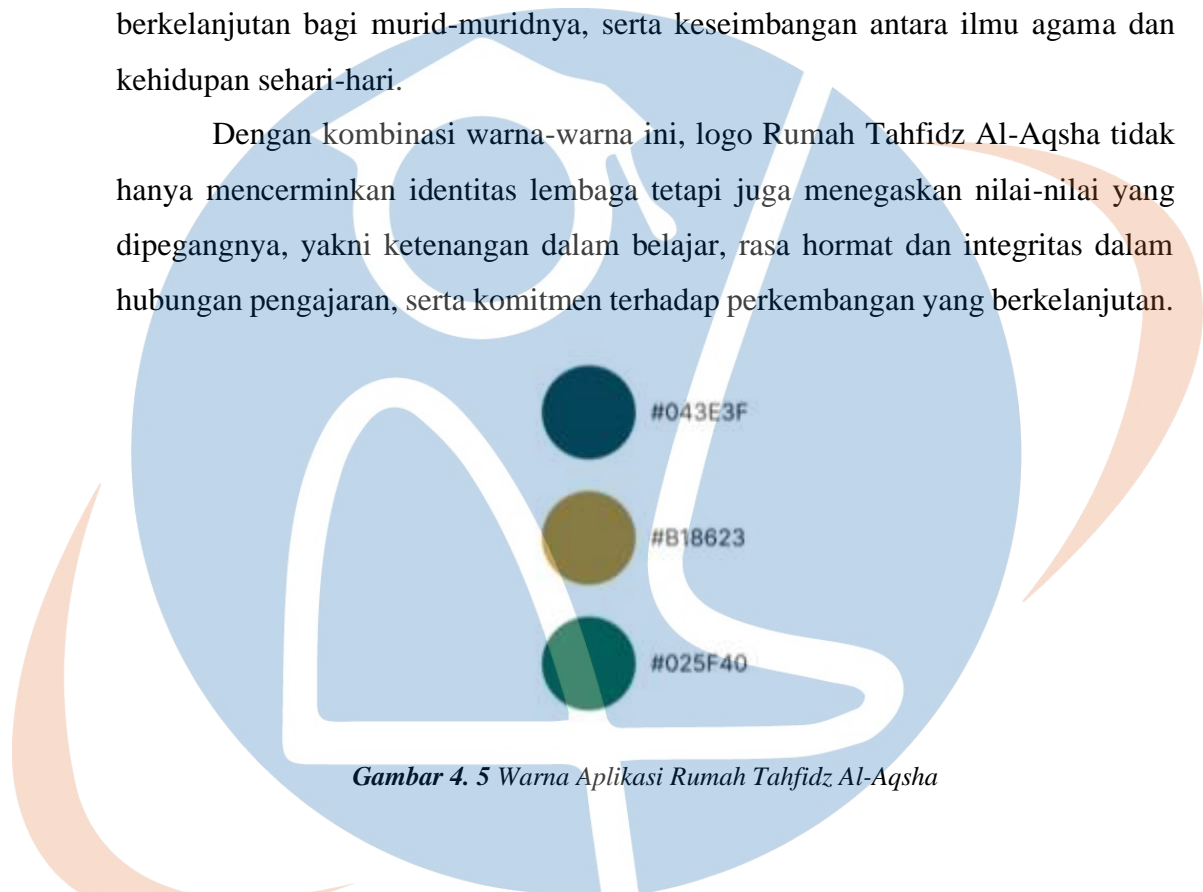 berkelanjutan bagi murid-muridnya, serta keseimbangan antara ilmu agama dan
kehidupan sehari-hari.
Dengan kombinasi warna-warna ini, logo Rumah Tahfidz Al-Aqsha tidak
hanya mencerminkan identitas lembaga tetapi juga menegaskan nilai-nilai yang
dipegangnya, yakni ketenangan dalam belajar, rasa hormat dan integritas dalam
hubungan pengajaran, serta komitmen terhadap perkembangan yang berkelanjutan.
#043E3F
#B18623
#025F40
Gambar 4. 5 Warna Aplikasi Rumah Tahfidz Al-Aqsha